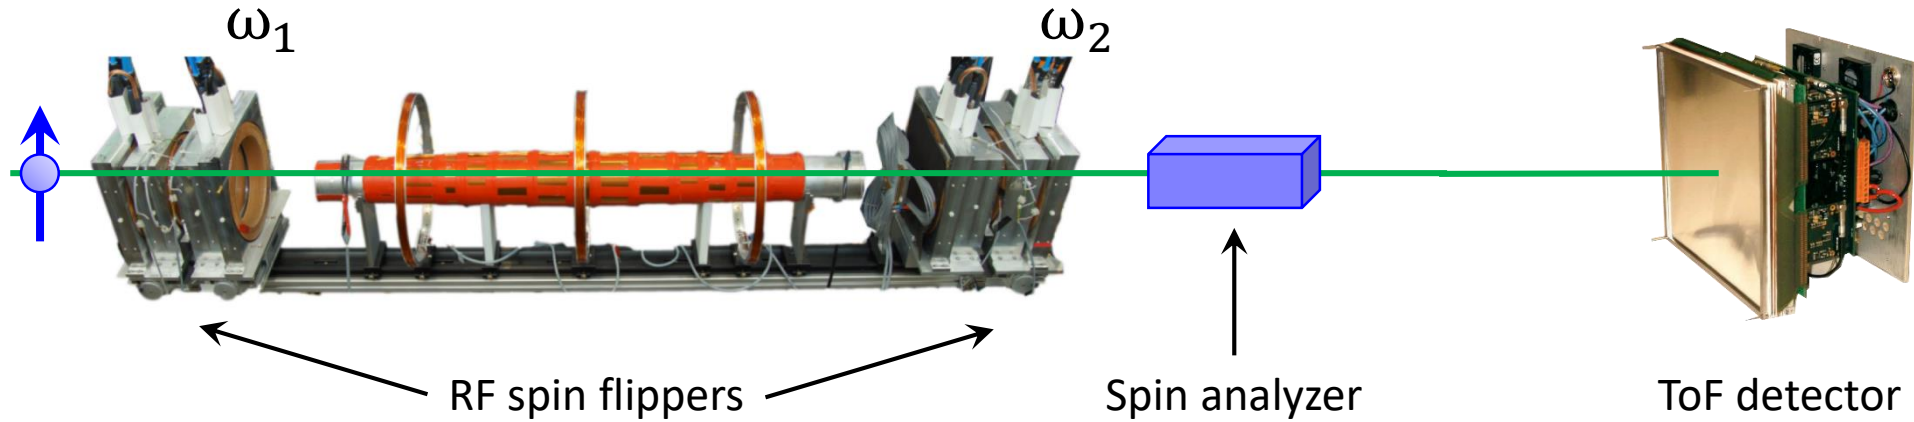 ω₁
ω₂
RF spin flippers
Spin analyzer
ToF detector